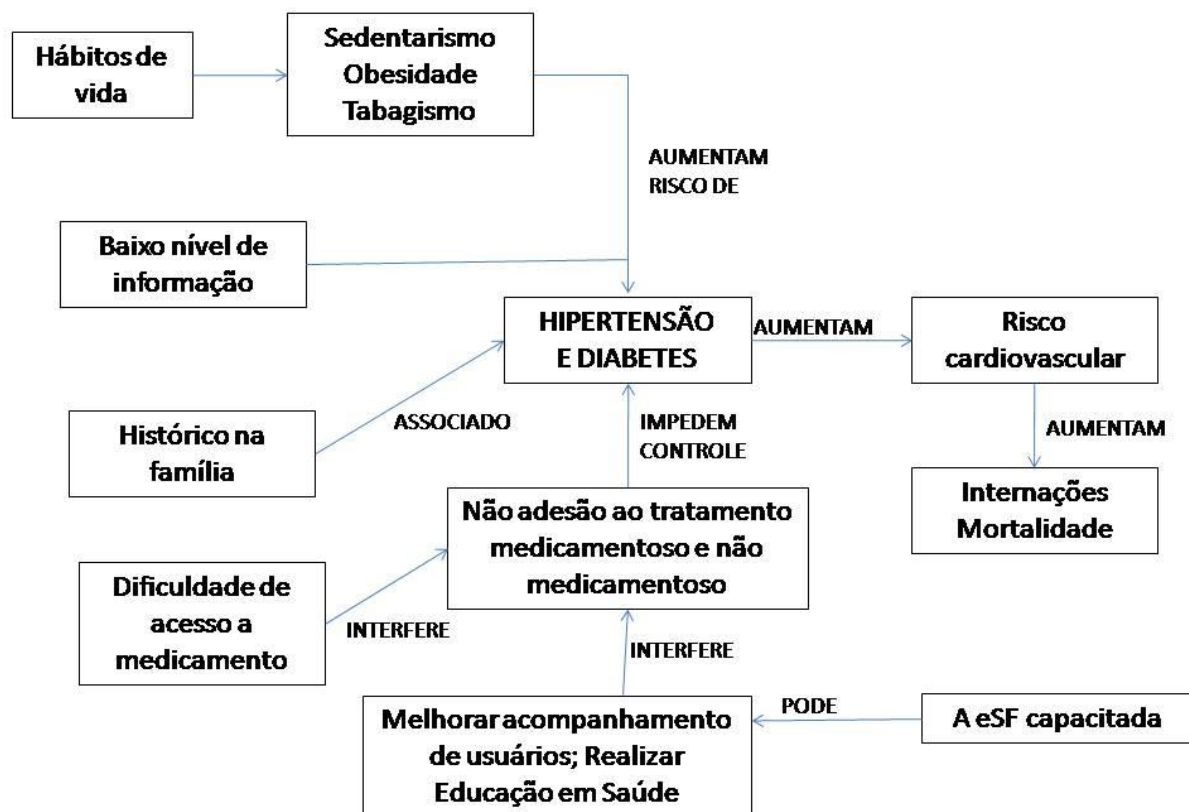 Hábitos de
vida
Sedentarismo
Obesidade
Tabagismo
AUMENTAM
RISCO DE
Baixo nível de
informação
HIPERTENSÃO
E DIABETES
AUMENTAM
Risco
cardiovascular
Histórico na
família
ASSOCIADO
IMPEDEM
CONTROLE
AUMENTAM
Internações
Mortalidade
Não adesão ao tratamento
medicamentoso e não
medicamentoso
Dificuldade de
acesso a
medicamento
INTERFERE
INTERFERE
Melhorar acompanhamento
de usuários; Realizar
Educação em Saúde
PODE
A eSF capacitada